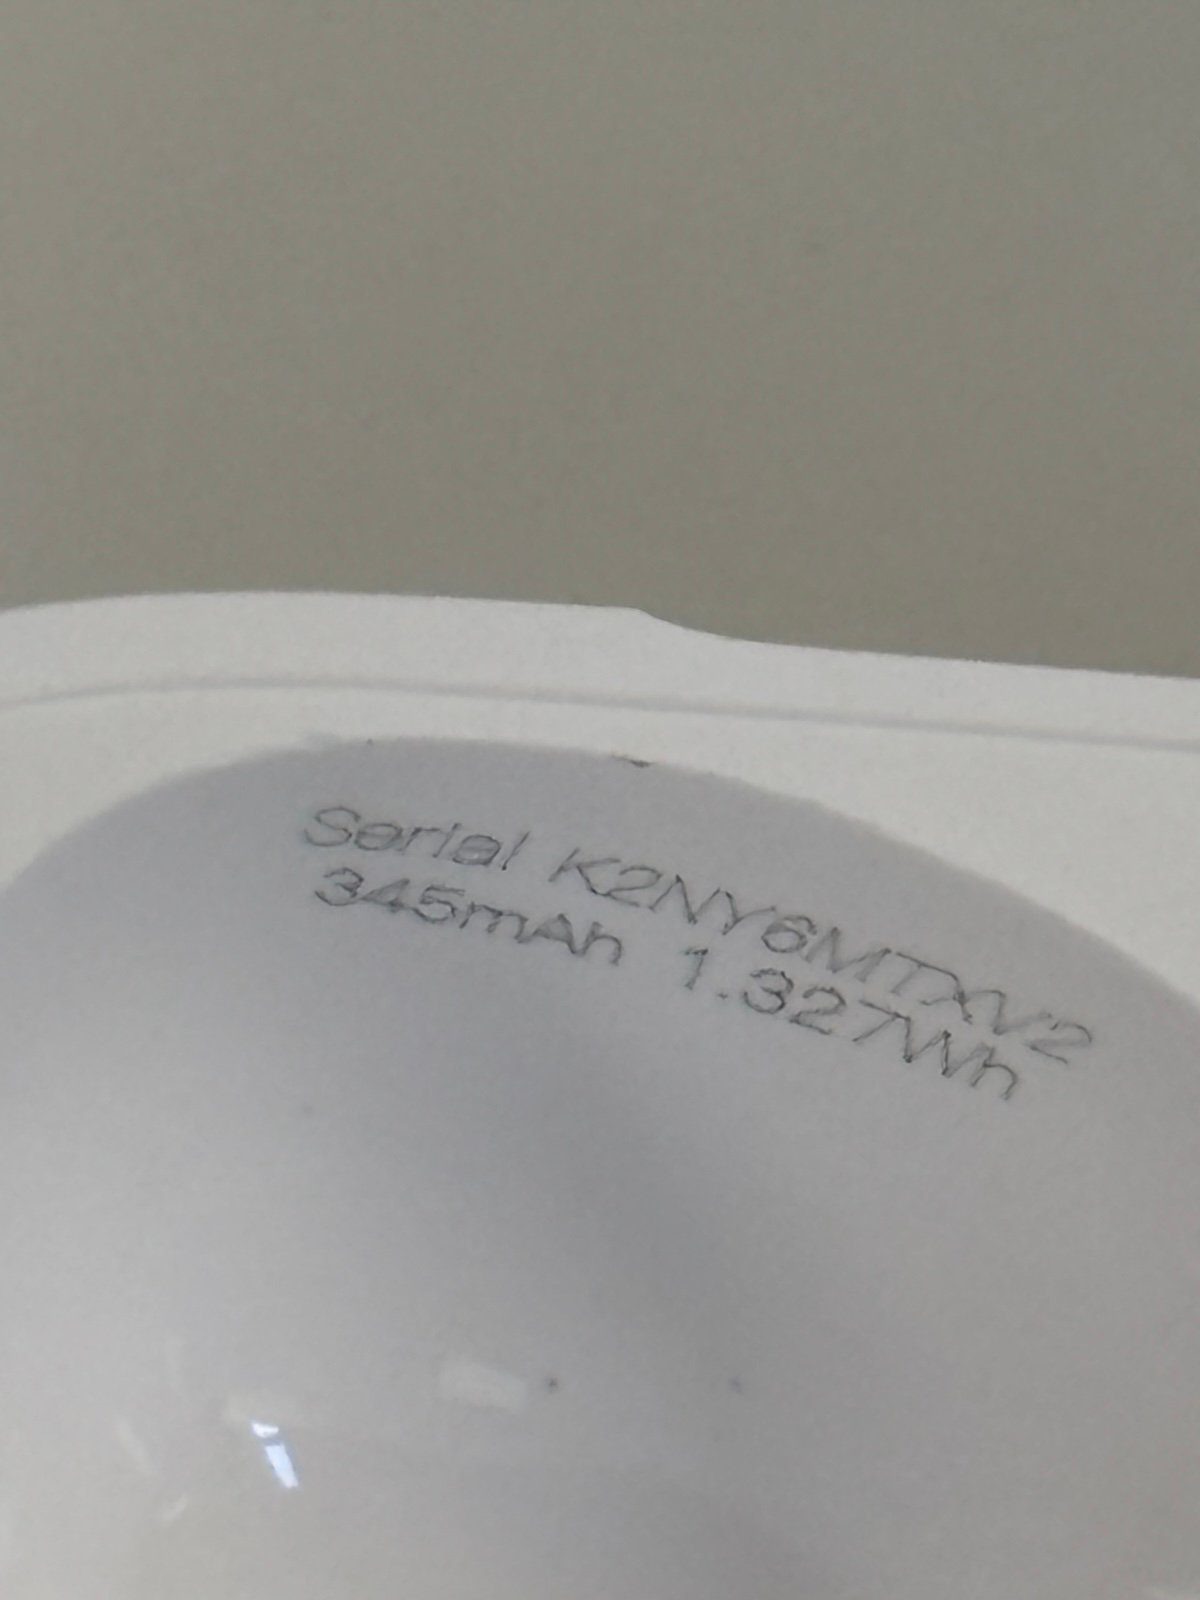 Serial K2NY6MTXV2
345mAh 1.327Wh